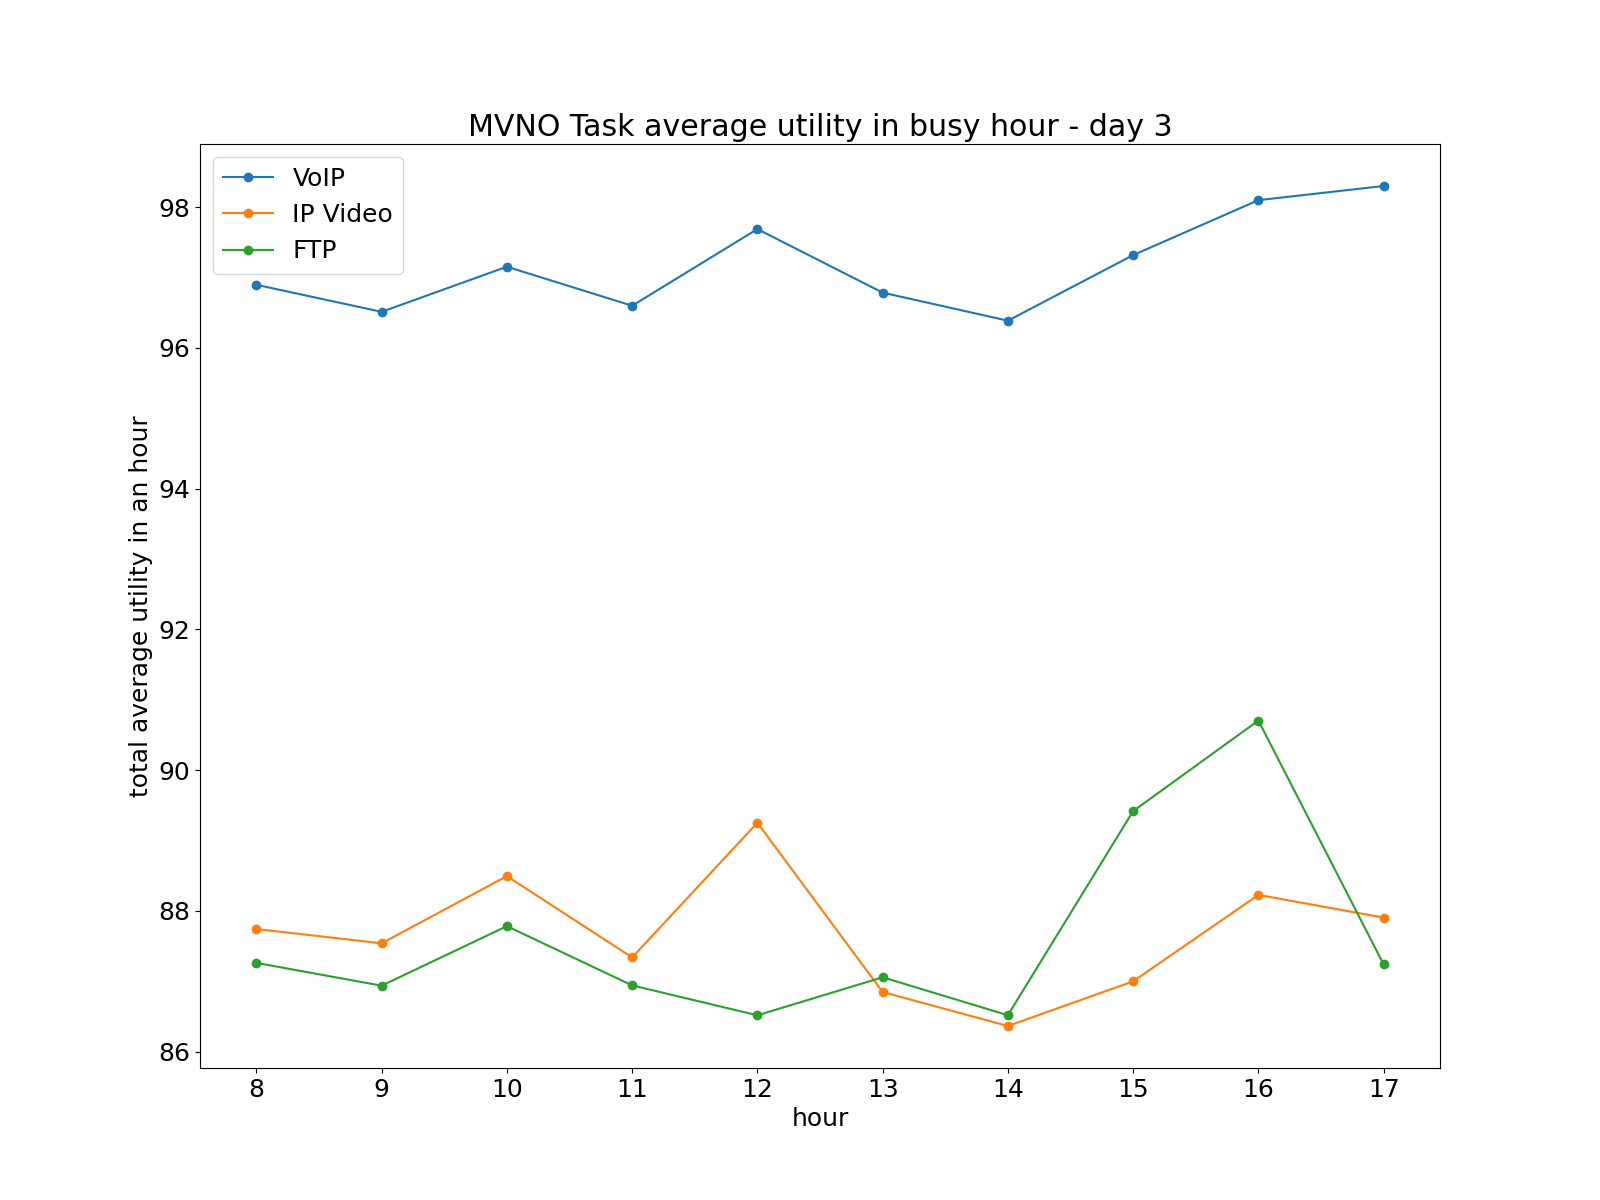 MVNO Task average utility in busy hour - day 3
VoIP
IP Video
FTP
98
96
94
92
90
88
86
total average utility in an hour
8 9 10 11 12 13 14 15 16 17
hour